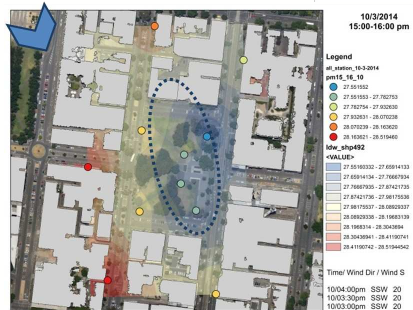 10/3/2014
15:00-16:00 pm
Legend
all_station_10-3-2014
pm15_16_10
27.551552
27.551553 - 27.782753
27.782754 - 27.932630
27.932631 - 28.070238
28.070239 - 28.163620
28.163621 - 28.519460
Idw_shp492
<VALUE>
27.55160332 - 27.65914133
27.65914134 - 27.76667934
27.76667935 - 27.87421735
27.87421736 - 27.98175536
27.98175537 - 28.08929337
28.08929338 - 28.19683139
28.1968314 - 28.3043694
28.30436941 - 28.41190741
28.41190742 - 28.51944542
Time/ Wind Dir / Wind S
10/04:00pm SSW 20
10/03:30pm SSW 20
10/03:00pm SSW 20